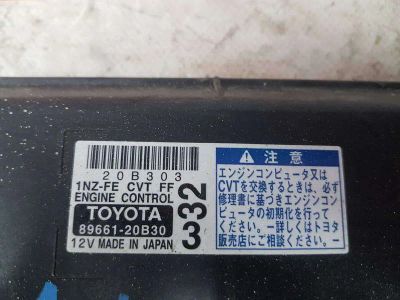 20B303
1NZ-FE CVT FF
ENGINE CONTROL
TOYOTA
89661-20B30
12V MADE IN JAPAN
332
注意
エンジンコンピュータ又は
CVTを交換するときは、必ず
修理書に基づきエンジンコン
ピュータの初期化を行って
ください。ー詳しくはトヨタ
販売店にご相談ください。